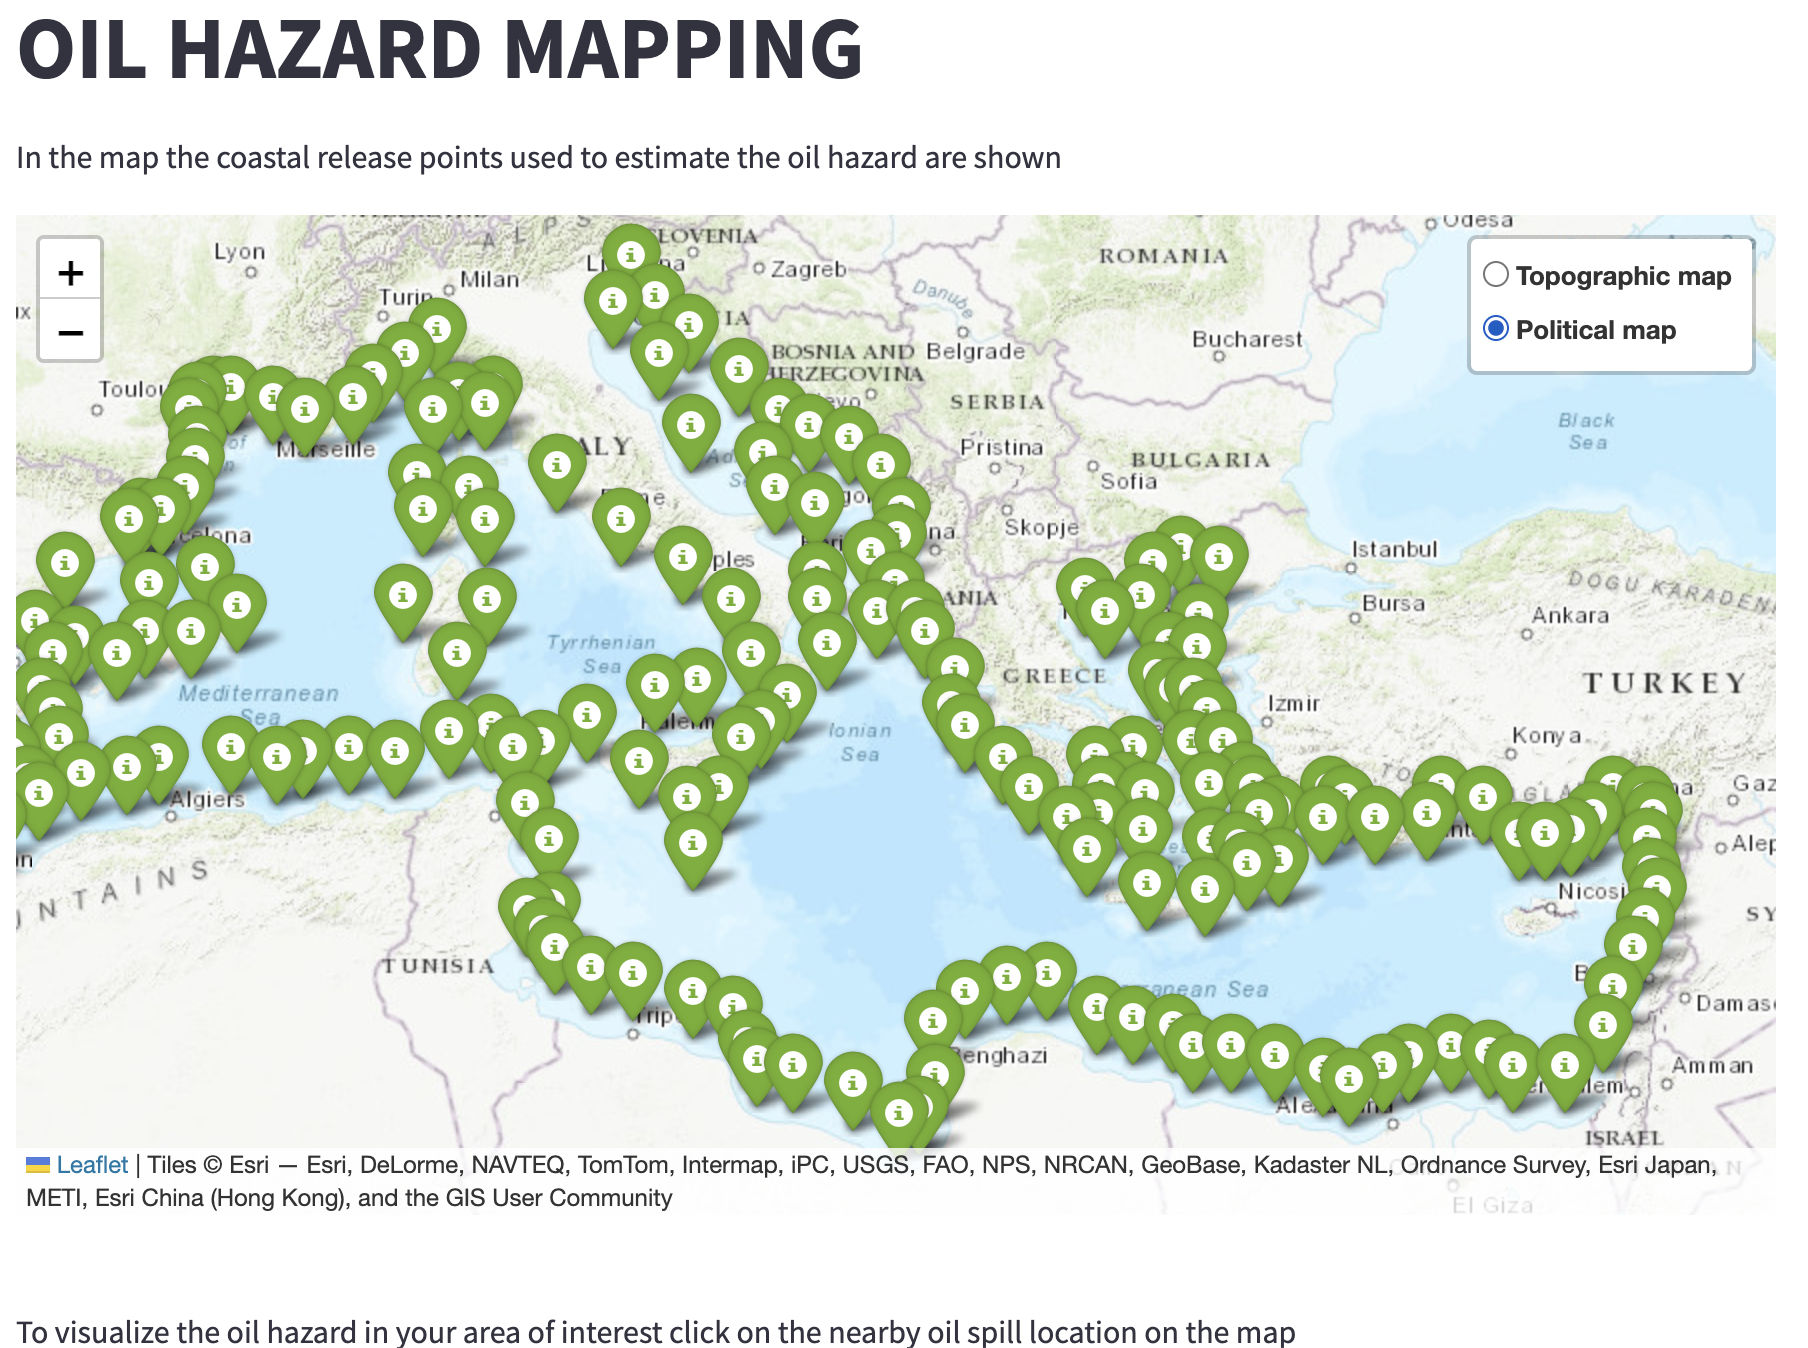 OIL HAZARD MAPPING
In the map the coastal release points used to estimate the oil hazard are shown
Odesa
ROMANIA
SLOVENIA
Lyon
Zagreb
Milan
Turin
Topographic map
Political map
Danube
Bucharest
BOSNIA AND
HERZEGOVINA
Belgrade
SERBIA
Black
Sea
Marseille
Pristina
BULGARIA
Sofia
Skopje
Istanbul
DOGU KARADENI
Bursa
Ankara
Tyrrhenian
Sea
GREECE
TURKEY
Mediterranean
Sea
Izmir
Ionian
Sea
Konya
Algiers
Gaz
Alep
Nicosi
SY
NTAINS
TUNISIA
Damas
Benghazi
Amman
ISRAEL
El Giza
+
−
Leaflet | Tiles © Esri — Esri, DeLorme, NAVTEQ, TomTom, Intermap, iPC, USGS, FAO, NPS, NRCAN, GeoBase, Kadaster NL, Ordnance Survey, Esri Japan,
METI, Esri China (Hong Kong), and the GIS User Community
To visualize the oil hazard in your area of interest click on the nearby oil spill location on the map